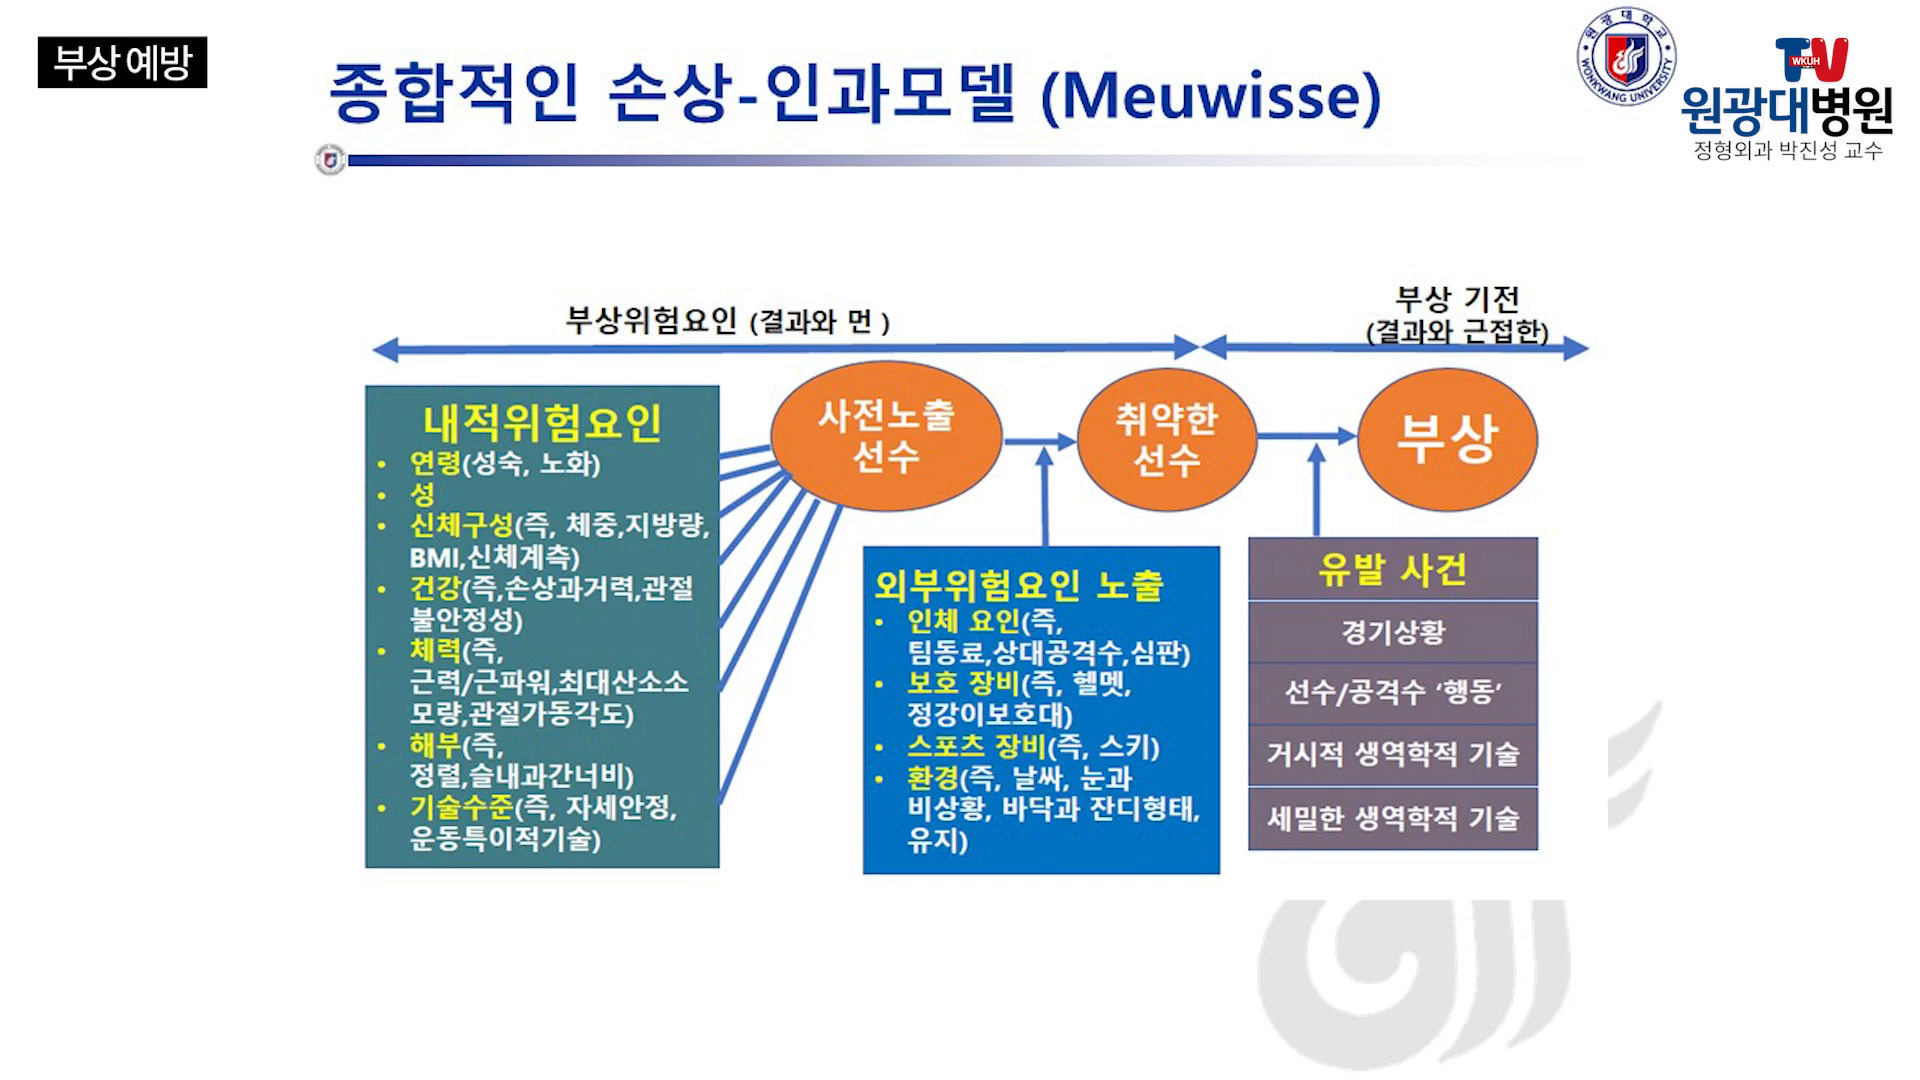 부상 예방
종합적인 손상-인과모델 (Meuwisse)
원광대학교
WONKWANG UNIVERSITY
TV
WKUH
원광대병원
정형외과 박진성 교수
부상위험요인 (결과와 먼 )
부상 기전
(결과와 근접한)
내적위험요인
• 연령(성숙, 노화)
• 성
• 신체구성(즉, 체중,지방량,
BMI,신체계측)
• 건강(즉,손상과거력,관절
불안정성)
• 체력(즉,
근력/근파워,최대산소소
모량,관절가동각도)
• 해부(즉,
정렬,슬내과간너비)
• 기술수준(즉, 자세안정,
운동특이적기술)
사전노출
선수
취약한
선수
부상
외부위험요인 노출
• 인체 요인(즉,
팀동료,상대공격수,심판)
• 보호 장비(즉, 헬멧,
정강이보호대)
• 스포츠 장비(즉, 스키)
• 환경(즉, 날싸, 눈과
비상황, 바닥과 잔디형태,
유지)
유발 사건
경기상황
선수/공격수 ‘행동’
거시적 생역학적 기술
세밀한 생역학적 기술